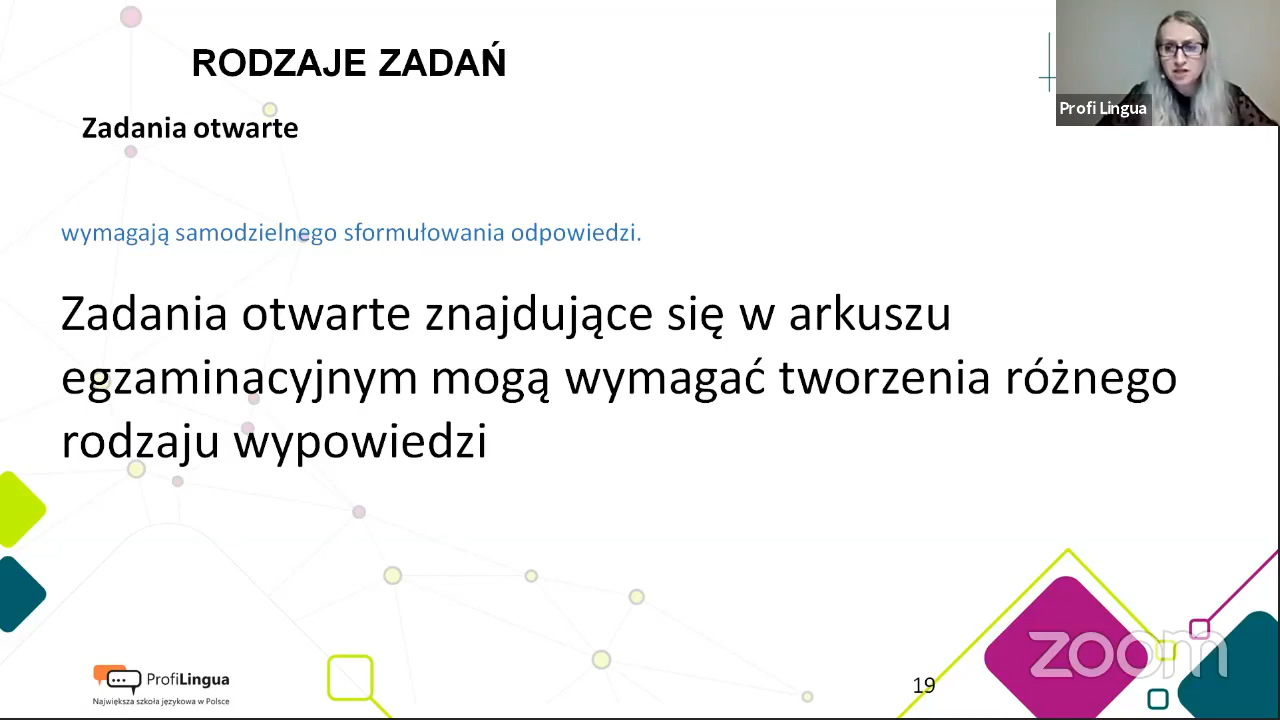 RODZAJE ZADAŃ
Profi Lingua
Zadania otwarte
wymagają samodzielnego sformułowania odpowiedzi.
Zadania otwarte znajdujące się w arkuszu
egzaminacyjnym mogą wymagać tworzenia różnego
rodzaju wypowiedzi
zoom
ProfiLingua
Największa szkoła językowa w Polsce
19